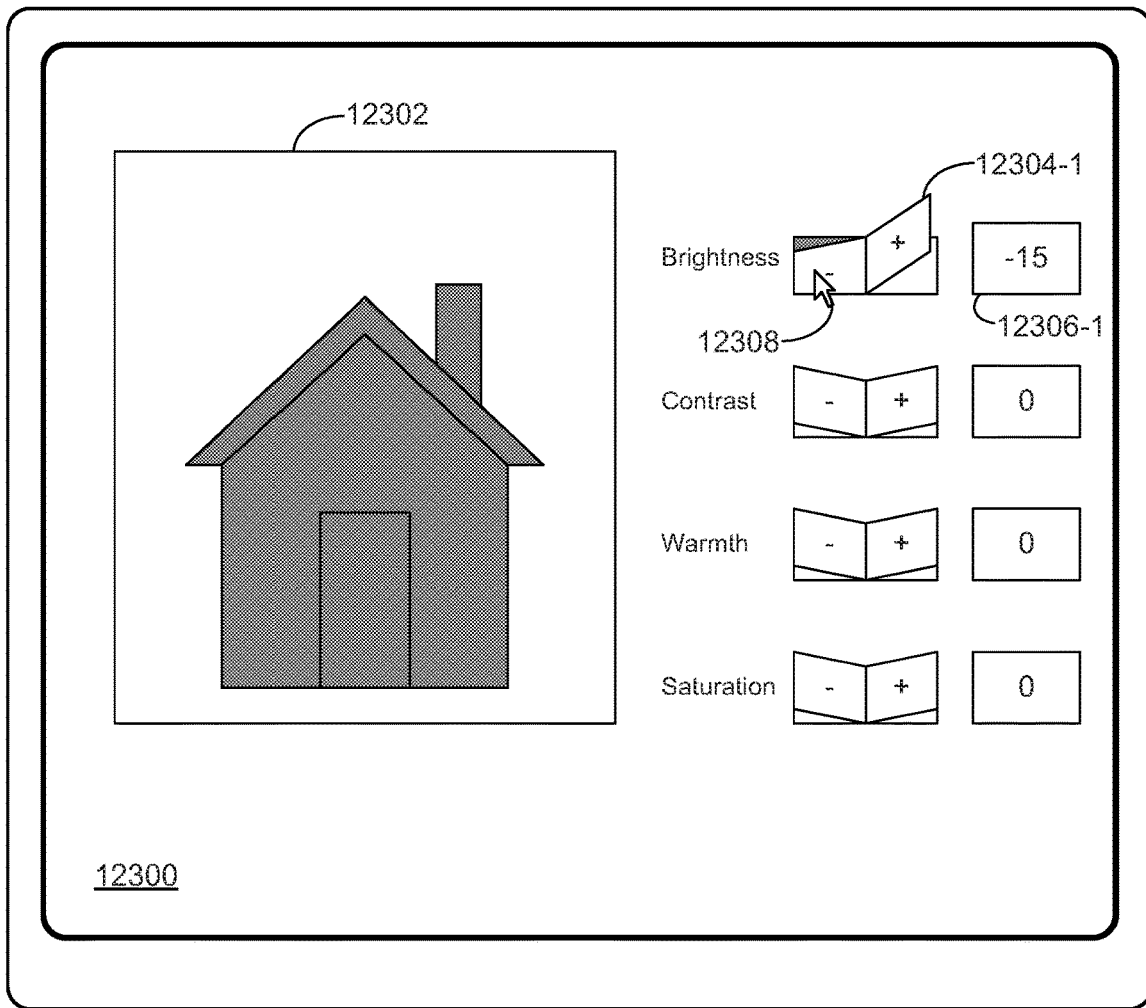 12302
12304-1
Brightness - + -15
12308 12306-1
Contrast - + 0
Warmth - + 0
Saturation - + 0
12300